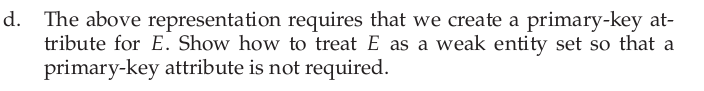 d. The above representation requires that we create a primary-key at-
tribute for E. Show how to treat E as a weak entity set so that a
primary-key attribute is not required.